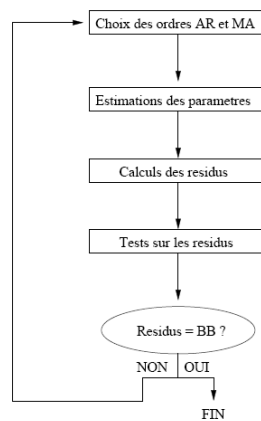 Choix des ordres AR et MA
Estimations des parametres
Calculs des residus
Tests sur les residus
Residus = BB ?
NON OUI
FIN